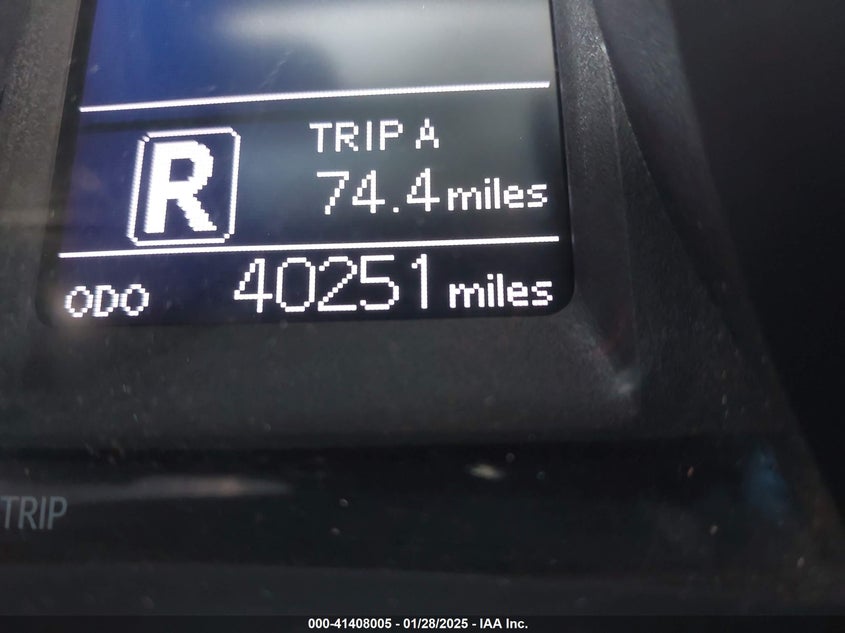 TRIP A
R
74.4 miles
ODO 40251 miles
TRIP
000-41408005 - 01/28/2025 - IAA Inc.